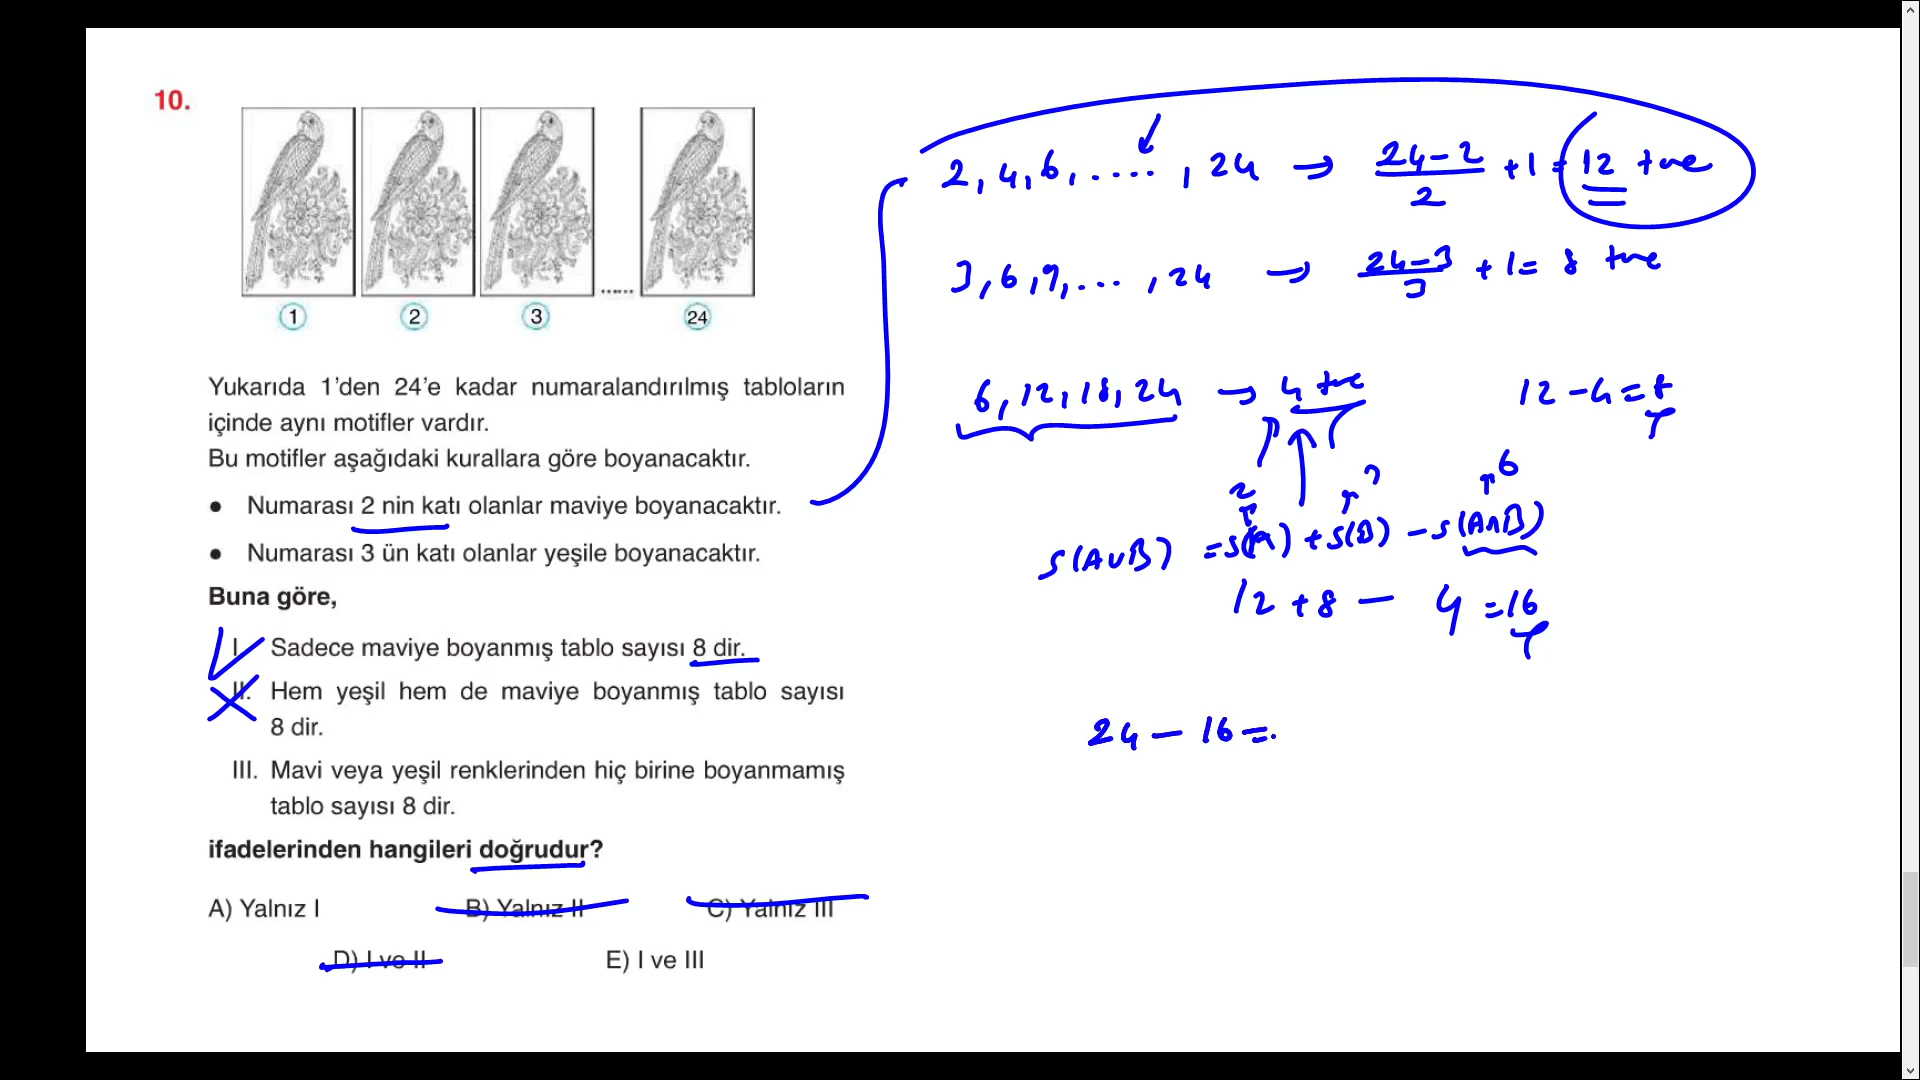 10.
1 2 3 ...... 24
Yukarıda 1’den 24’e kadar numaralandırılmış tabloların
içinde aynı motifler vardır.
Bu motifler aşağıdaki kurallara göre boyanacaktır.
• Numarası 2 nin katı olanlar maviye boyanacaktır.
• Numarası 3 ün katı olanlar yeşile boyanacaktır.
Buna göre,
I. Sadece maviye boyanmış tablo sayısı 8 dir.
II. Hem yeşil hem de maviye boyanmış tablo sayısı
8 dir.
III. Mavi veya yeşil renklerinden hiç birine boyanmamış
tablo sayısı 8 dir.
ifadelerinden hangileri doğrudur?
A) Yalnız I B) Yalnız II C) Yalnız III
D) I ve II E) I ve III
2, 4, 6, ...., 24 → 24-2/2 +1 = 12 tne
3, 6, 9, ..., 24 → 24-3/3 +1 = 8 tne
6, 12, 18, 24 → 4 tne 12-4=8
2 6
s(A∪B) = s(A) + s(B) - s(A∩B)
12 + 8 - 4 = 16
24 - 16 =